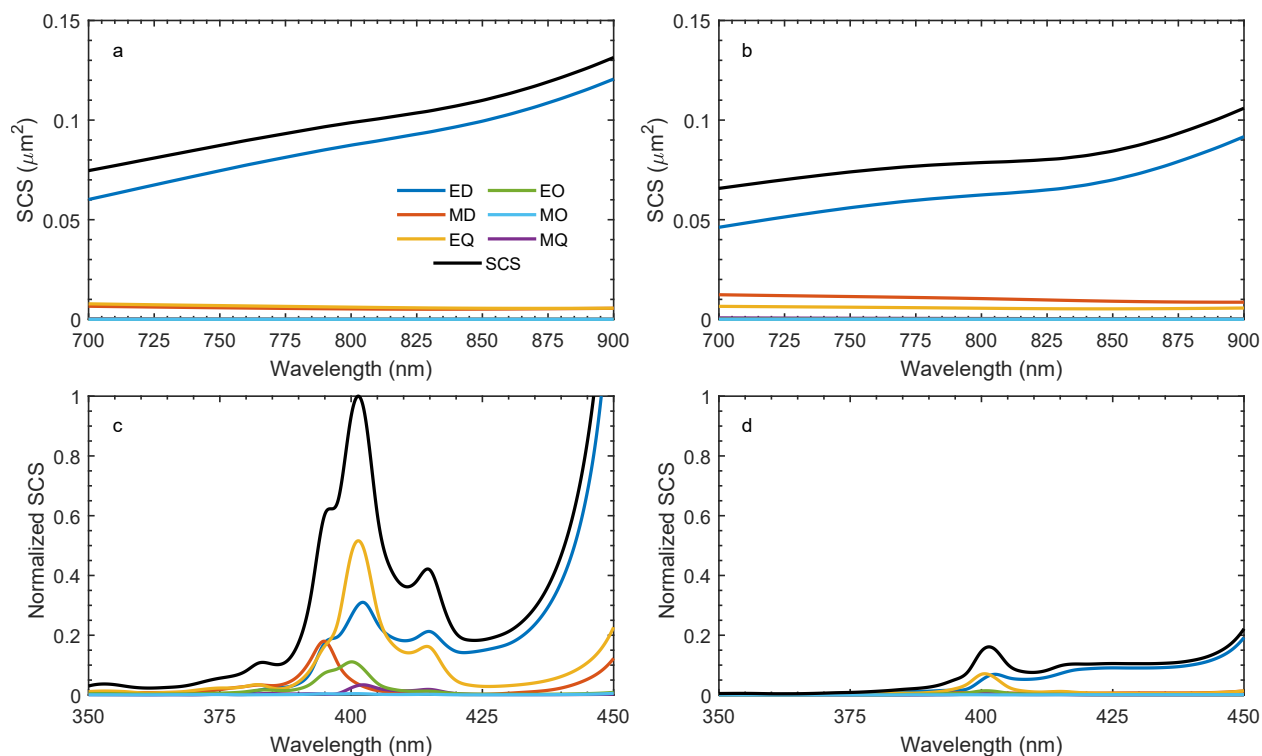 a
SCS (μm²)
0.15
0.1
0.05
0
ED EO
MD MO
EQ MQ
SCS
700 725 750 775 800 825 850 875 900
Wavelength (nm)
b
SCS (μm²)
0.15
0.1
0.05
0
700 725 750 775 800 825 850 875 900
Wavelength (nm)
c
Normalized SCS
1
0.8
0.6
0.4
0.2
0
350 375 400 425 450
Wavelength (nm)
d
Normalized SCS
1
0.8
0.6
0.4
0.2
0
350 375 400 425 450
Wavelength (nm)